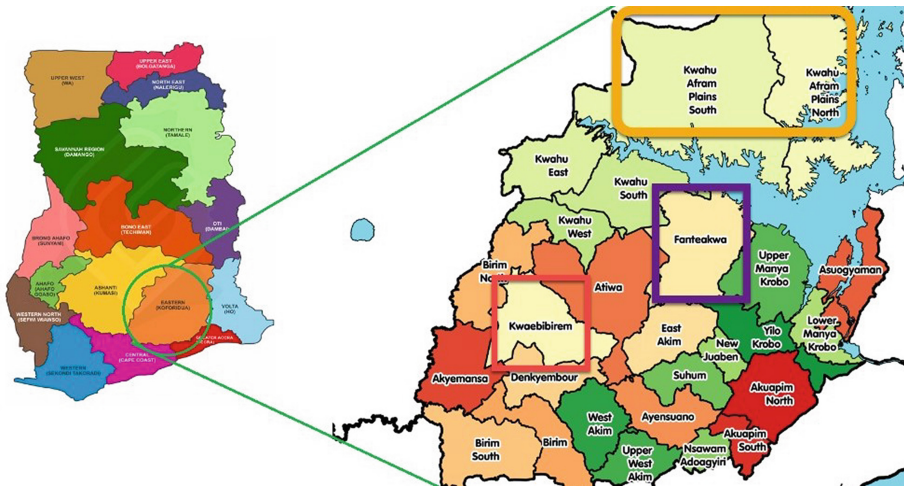 UPPER EAST
(BOLGATANGA)
UPPER WEST
(WA)
NORTH EAST
(NALERIGU)
NORTHERN
(TAMALE)
SAVANNAH REGION
(DAMANGO)
OTI
(DAMBAI)
BONO EAST
(TECHIMAN)
BRONG AHAFO
(SUNYANI)
AHAFO
(AHAFO
GOASO)
ASHANTI
(KUMASI)
EASTERN
(KOFORIDUA)
VOLTA
(HO)
WESTERN NORTH
(SEFWI WIAWSO)
CENTRAL
(CAPE COAST)
WESTERN
(SEKONDI TAKORADI)
Kwahu
Afram
Plains
South
Kwahu
Afram
Plains
North
Kwahu
East
Kwahu
South
Kwahu
West
Fanteakwa
Birim
North
Atiwa
Upper
Manya
Krobo
Asuogyaman
Kwaebibirem
East
Akim
New
Juaben
Yilo
Krobo
Lower
Manya
Krobo
Akyemansa
Denkyembour
Suhum
Akuapim
North
West
Akim
Ayensuano
Birim
South
Birim
Upper
West
Akim
Nsawam
Adoagyiri
Akuapim
South